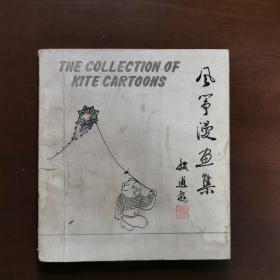 THE COLLECTION OF
KITE CARTOONS
风筝漫画集